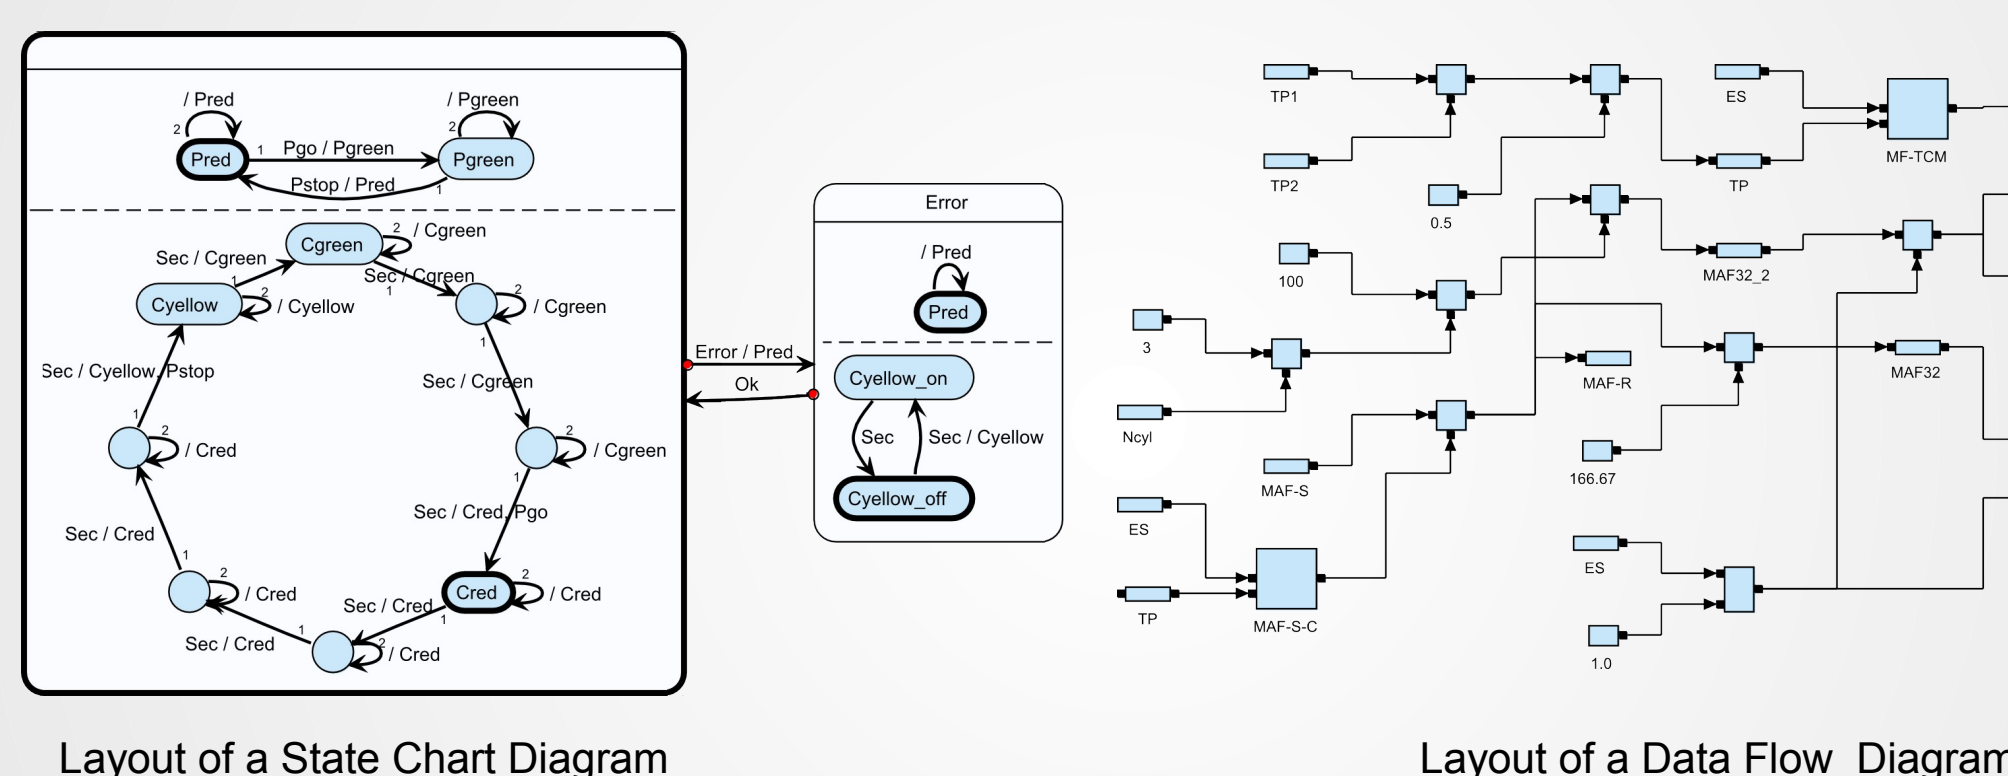 / Pred
/ Pgreen
2
2
Pred
1
Pgo / Pgreen
Pgreen
Pstop / Pred
1
Cgreen
2
/ Cgreen
Sec / Cgreen
Sec / Cgreen
1
1
Cyellow
2
/ Cyellow
2
/ Cgreen
1
Sec / Cyellow, Pstop
Sec / Cgreen
1
2
/ Cred
2
/ Cgreen
1
Sec / Cred, Pgo
Sec / Cred
1
2
/ Cred
Cred
2
/ Cred
Sec / Cred
1
Sec / Cred
1
2
/ Cred
Error / Pred
Ok
Error
/ Pred
Pred
Cyellow_on
Sec
Sec / Cyellow
Cyellow_off
TP1
ES
TP2
MF-TCM
TP
0.5
100
MAF32_2
3
MAF-R
MAF32
Ncyl
MAF-S
166.67
ES
ES
TP
MAF-S-C
1.0
Layout of a State Chart Diagram
Layout of a Data Flow Diagram